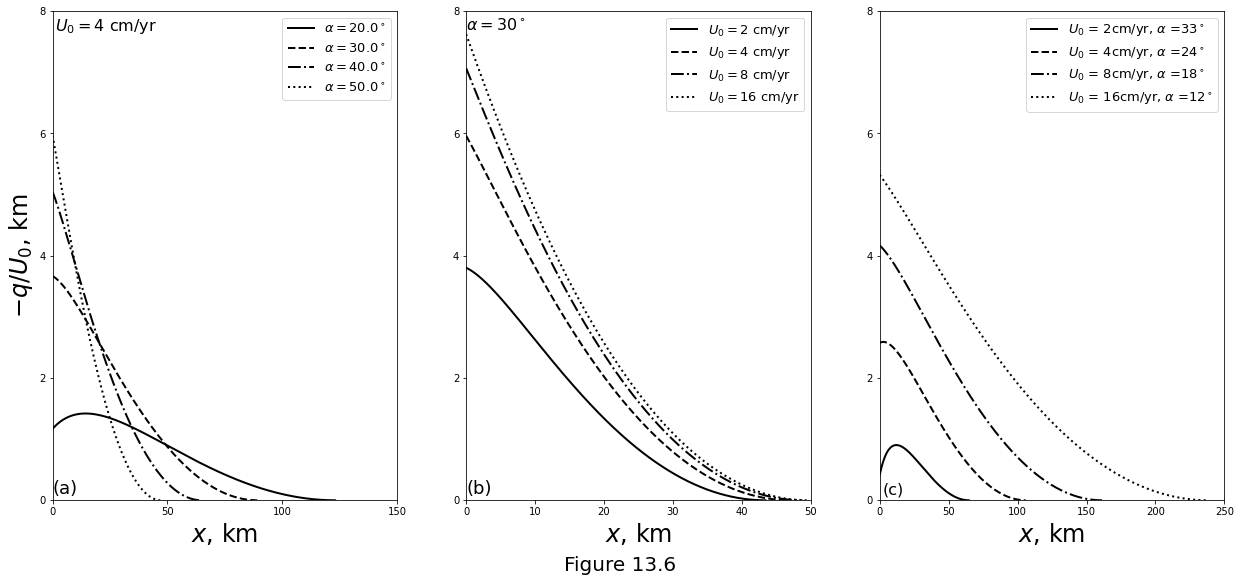 U₀ = 4 cm/yr
α = 20.0°
α = 30.0°
α = 40.0°
α = 50.0°
8
6
4
2
0
−q/U₀, km
(a)
0
50
100
150
x, km
α = 30°
U₀ = 2 cm/yr
U₀ = 4 cm/yr
U₀ = 8 cm/yr
U₀ = 16 cm/yr
8
6
4
2
0
(b)
0
10
20
30
40
50
x, km
U₀ = 2cm/yr, α =33°
U₀ = 4cm/yr, α =24°
U₀ = 8cm/yr, α =18°
U₀ = 16cm/yr, α =12°
8
6
4
2
0
(c)
0
50
100
150
200
250
x, km
Figure 13.6